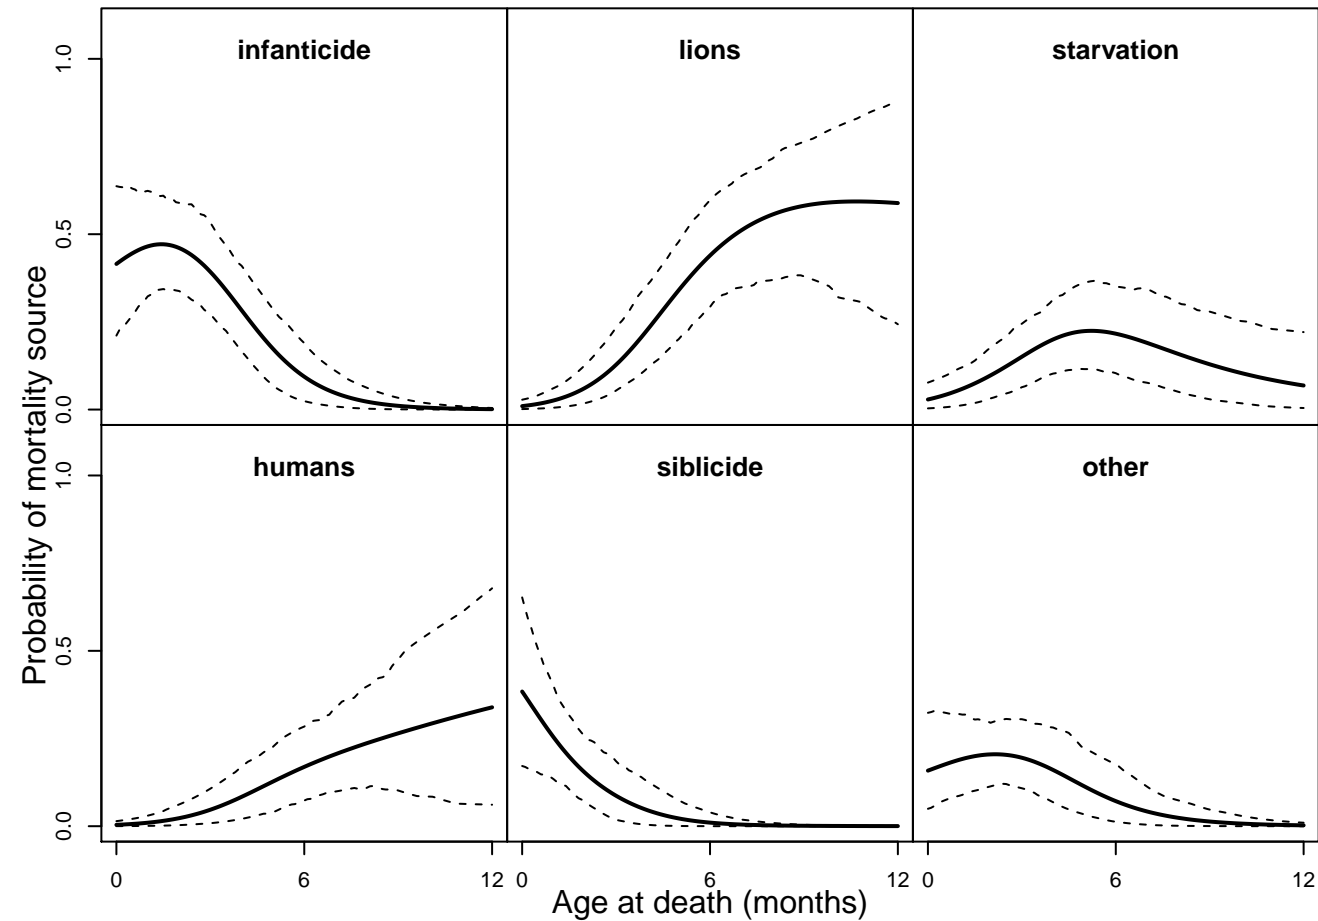 infanticide lions starvation
1.0
0.5
0.0
humans siblicide other
1.0
0.5
0.0
Probability of mortality source
0 6 12 0 6 12 0 6 12
Age at death (months)